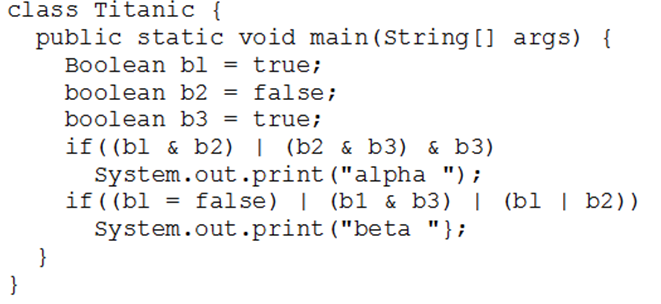 class Titanic {
  public static void main(String[] args) {
    Boolean bl = true;
    boolean b2 = false;
    boolean b3 = true;
    if((bl & b2) | (b2 & b3) & b3)
      System.out.print("alpha ");
    if((bl = false) | (b1 & b3) | (bl | b2))
      System.out.print("beta "};
  }
}